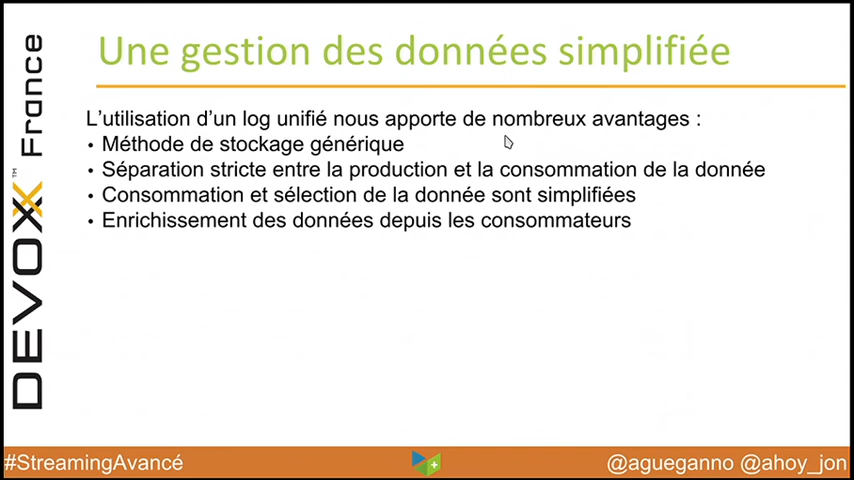 Une gestion des données simplifiée
L’utilisation d’un log unifié nous apporte de nombreux avantages :
• Méthode de stockage générique
• Séparation stricte entre la production et la consommation de la donnée
• Consommation et sélection de la donnée sont simplifiées
• Enrichissement des données depuis les consommateurs
DEVOXX™ France
#StreamingAvancé
@agueganno @ahoy_jon